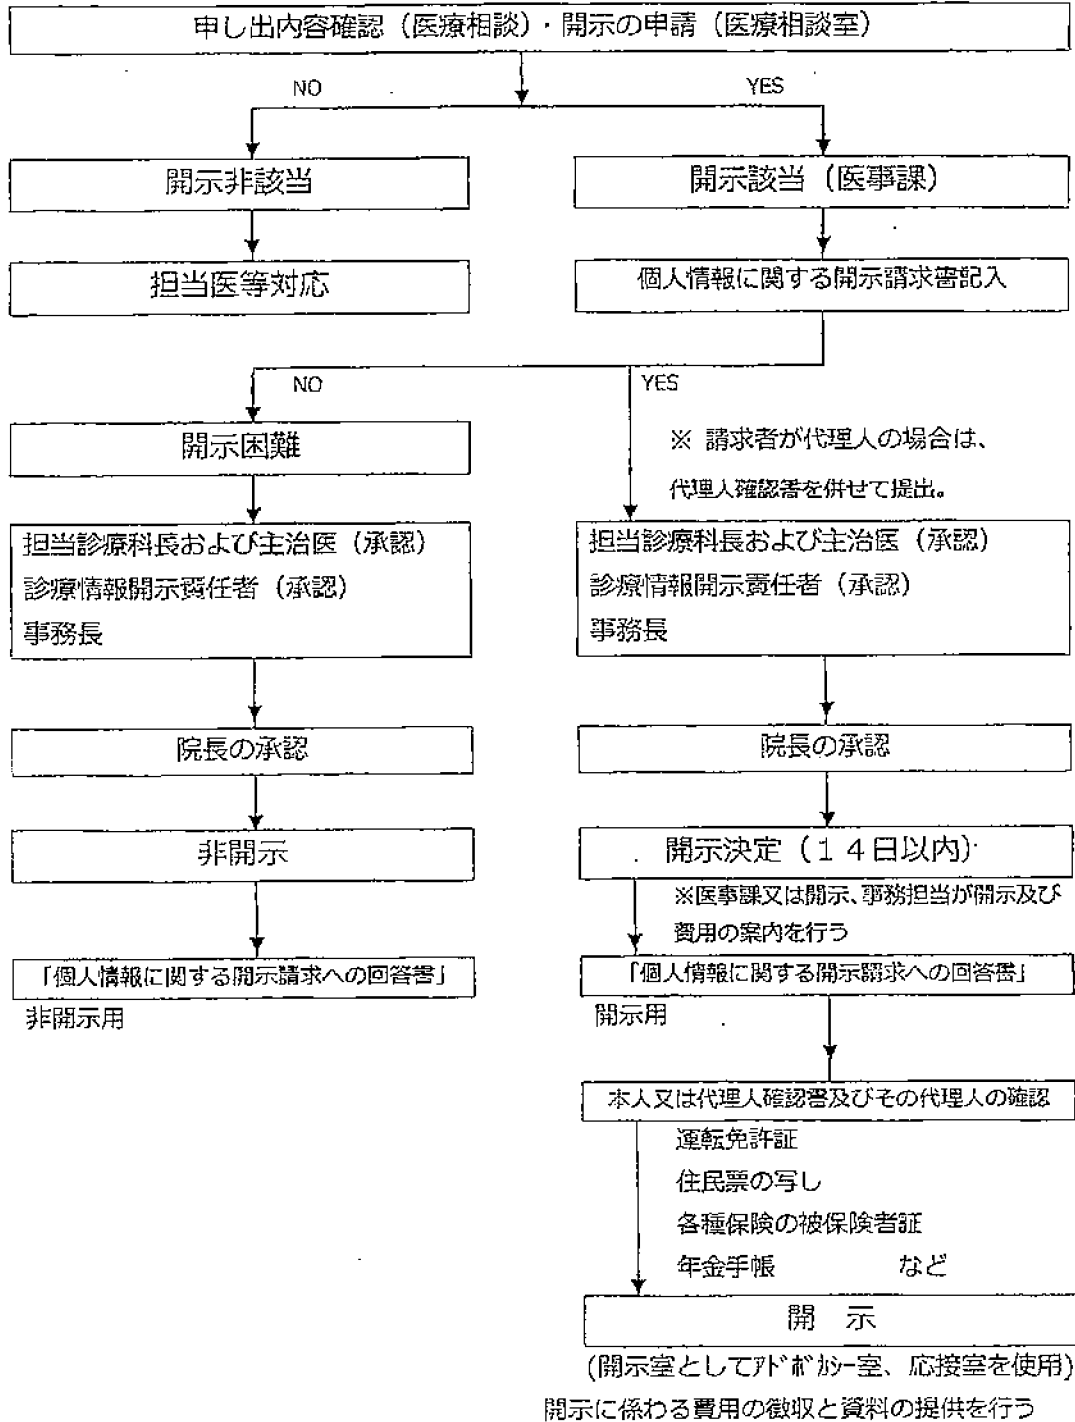 申し出内容確認（医療相談）・開示の申請（医療相談室）
NO
YES
開示非該当
開示該当（医事課）
担当医等対応
個人情報に関する開示請求書記入
NO
YES
開示困難
※ 請求者が代理人の場合は、
代理人確認書を併せて提出。
担当診療科長および主治医（承認）
診療情報開示責任者（承認）
事務長
担当診療科長および主治医（承認）
診療情報開示責任者（承認）
事務長
院長の承認
院長の承認
非開示
開示決定（１４日以内）
※医事課又は開示、事務担当が開示及び
費用の案内を行う
「個人情報に関する開示請求への回答書」
非開示用
「個人情報に関する開示請求への回答書」
開示用
本人又は代理人確認書及びその代理人の確認
運転免許証
住民票の写し
各種保険の被保険者証
年金手帳　　　　など
開　示
(開示室としてｱﾄﾞﾎﾞｶｼｰ室、応接室を使用)
開示に係わる費用の徴収と資料の提供を行う